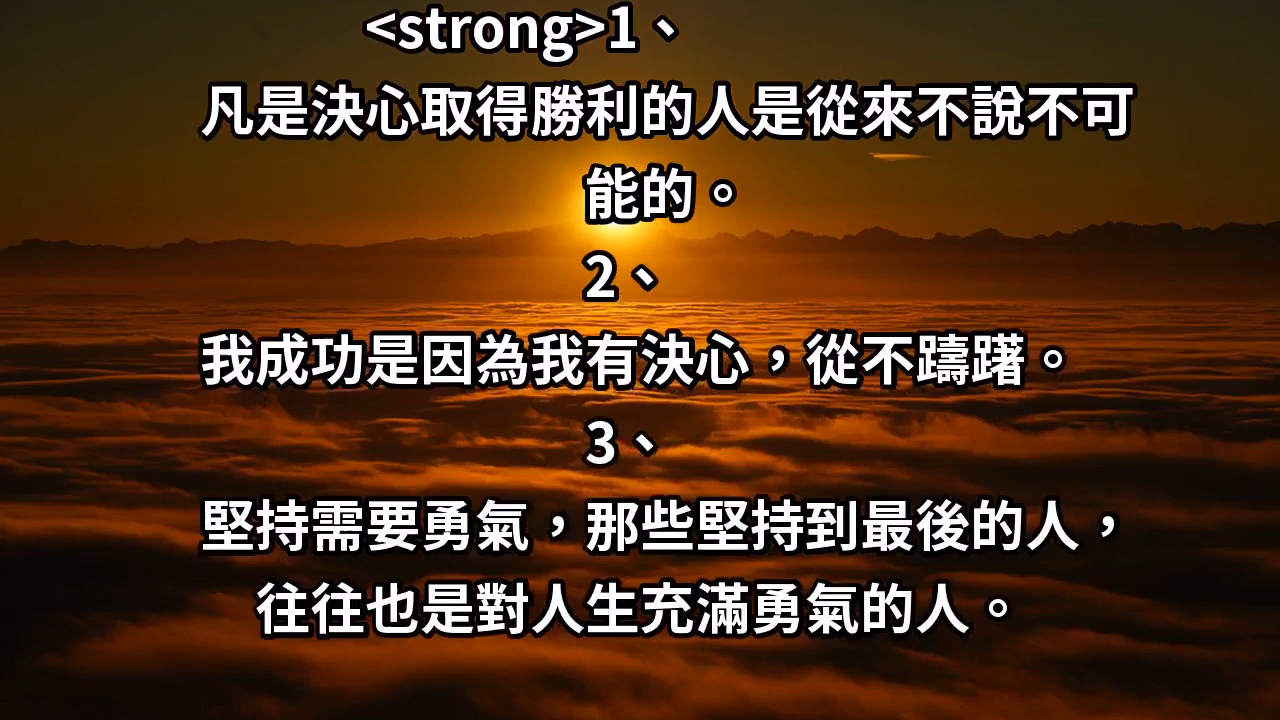 <strong>1、
凡是決心取得勝利的人是從來不說不可
能的。
2、
我成功是因為我有決心，從不躊躇。
3、
堅持需要勇氣，那些堅持到最後的人，
往往也是對人生充滿勇氣的人。